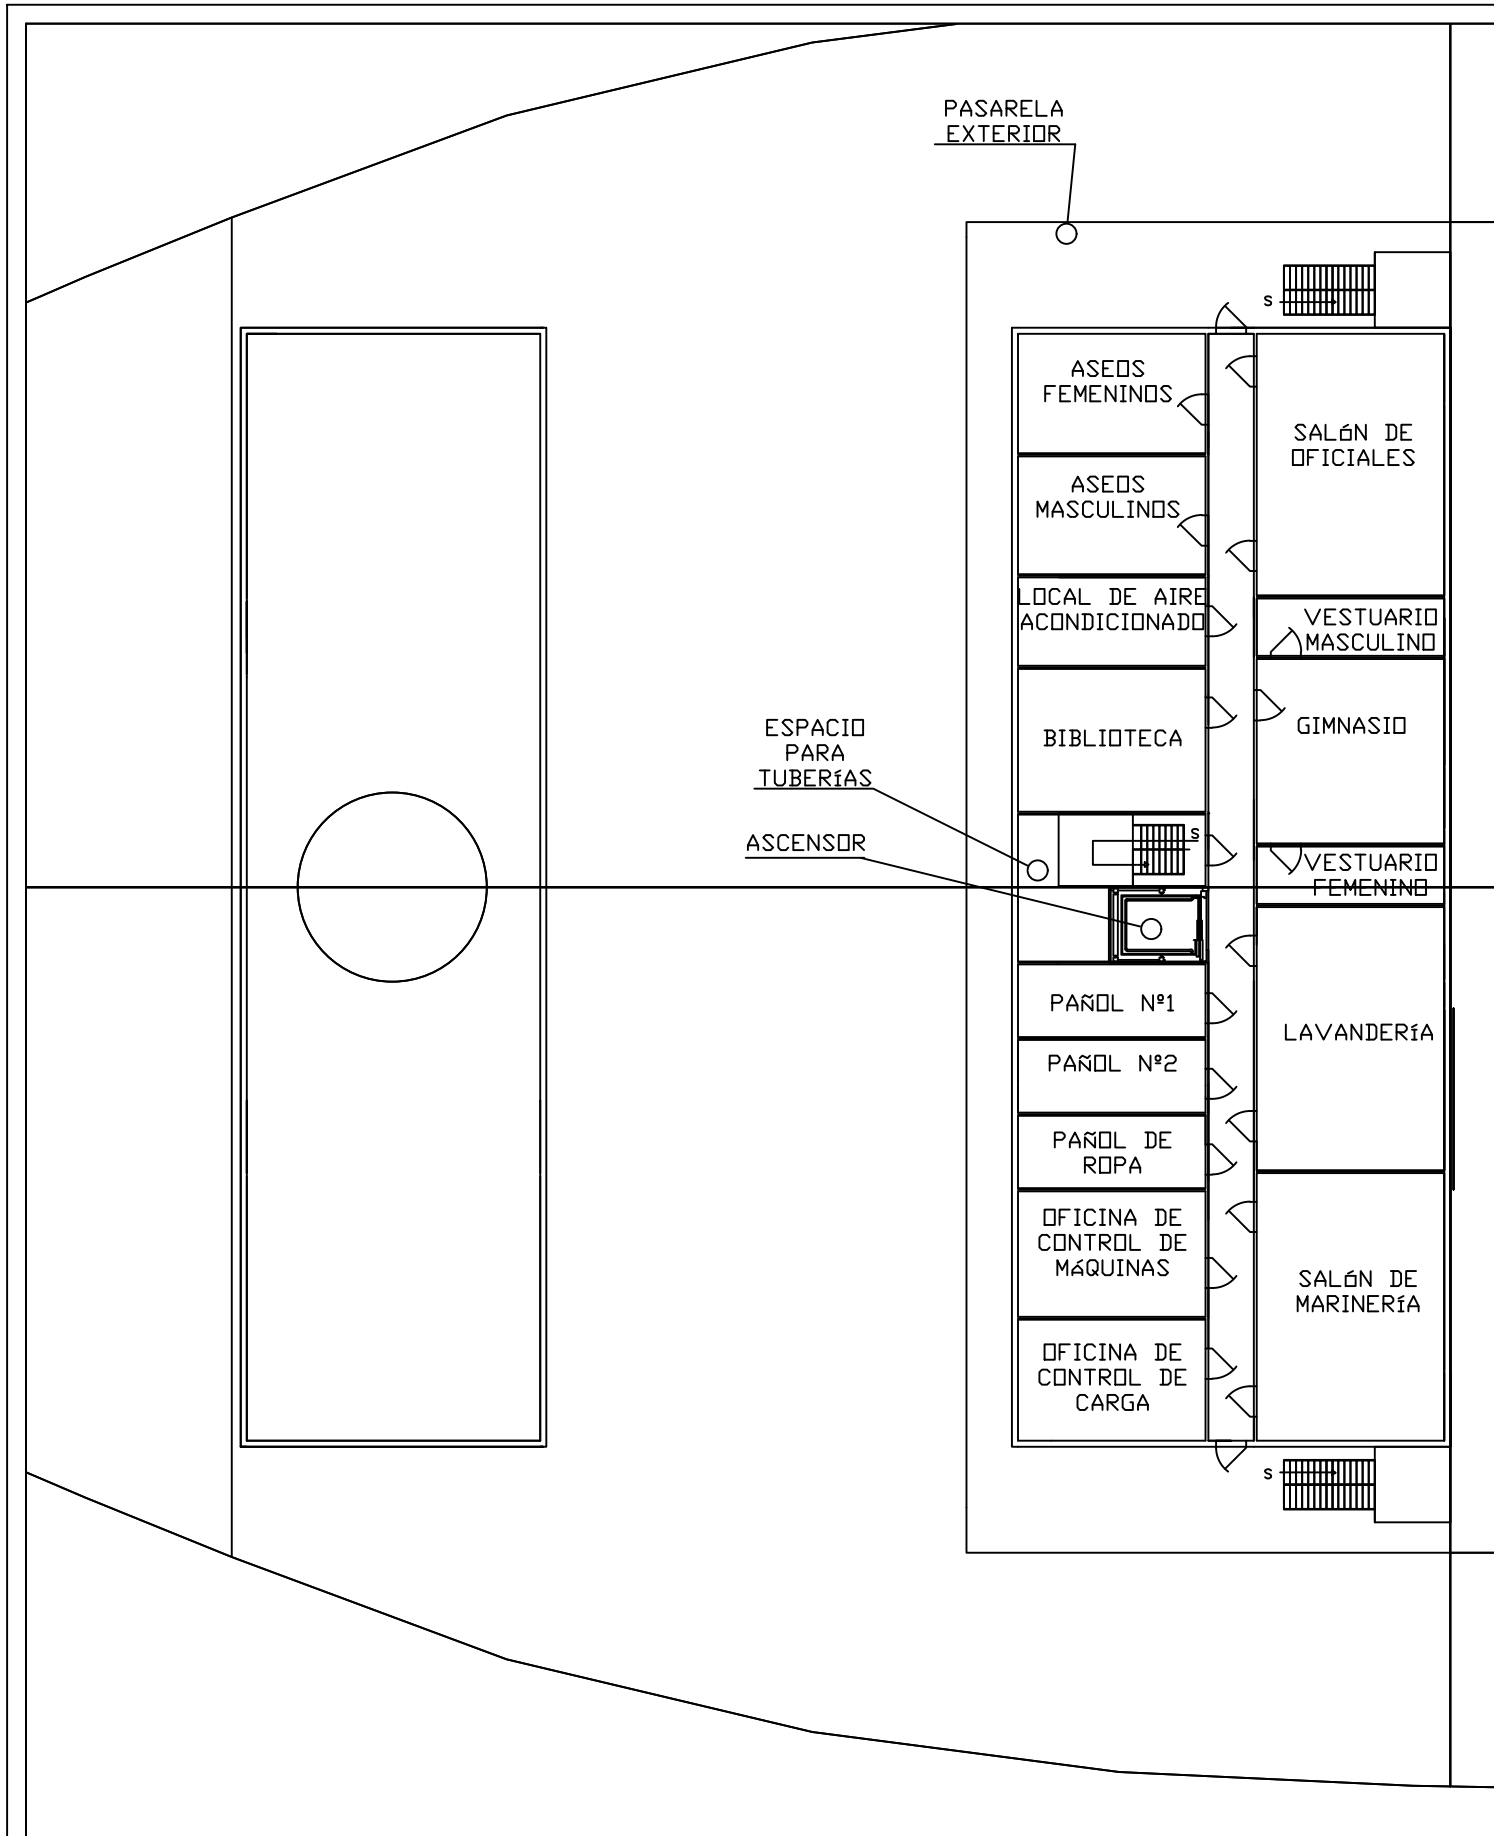 PASARELA
EXTERIOR
S
ASEOS
FEMENINOS
SALóN DE
OFICIALES
ASEOS
MASCULINOS
LOCAL DE AIRE
ACONDICIONADO
VESTUARIO
MASCULINO
BIBLIOTECA
GIMNASIO
ESPACIO
PARA
TUBERíAS
ASCENSOR
S
VESTUARIO
FEMENINO
PAÑOL Nº1
LAVANDERíA
PAÑOL Nº2
PAÑOL DE
ROPA
OFICINA DE
CONTROL DE
MáQUINAS
SALóN DE
MARINERíA
OFICINA DE
CONTROL DE
CARGA
S